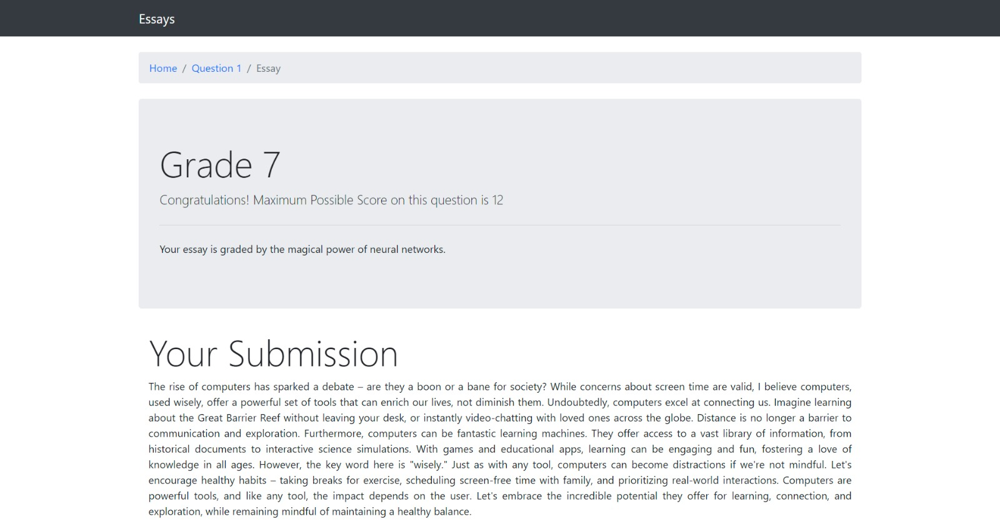 Essays
Home / Question 1 / Essay
Grade 7
Congratulations! Maximum Possible Score on this question is 12
Your essay is graded by the magical power of neural networks.
Your Submission
The rise of computers has sparked a debate – are they a boon or a bane for society? While concerns about screen time are valid, I believe computers,
used wisely, offer a powerful set of tools that can enrich our lives, not diminish them. Undoubtedly, computers excel at connecting us. Imagine learning
about the Great Barrier Reef without leaving your desk, or instantly video-chatting with loved ones across the globe. Distance is no longer a barrier to
communication and exploration. Furthermore, computers can be fantastic learning machines. They offer access to a vast library of information, from
historical documents to interactive science simulations. With games and educational apps, learning can be engaging and fun, fostering a love of
knowledge in all ages. However, the key word here is "wisely." Just as with any tool, computers can become distractions if we're not mindful. Let's
encourage healthy habits – taking breaks for exercise, scheduling screen-free time with family, and prioritizing real-world interactions. Computers are
powerful tools, and like any tool, the impact depends on the user. Let's embrace the incredible potential they offer for learning, connection, and
exploration, while remaining mindful of maintaining a healthy balance.